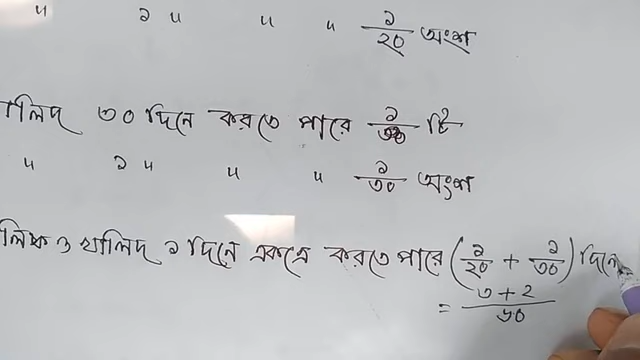 " ১ " " " ১/২০ অংশ
ালিদ ৩০ দিনে করতে পারে ১/৩০ টি
" ১ " " " ১/৩০ অংশ
লিক ও খালিদ ১ দিনে একত্রে করতে পারে (১/২০ + ১/৩০) দিনে
= ৩ + ২/৬০